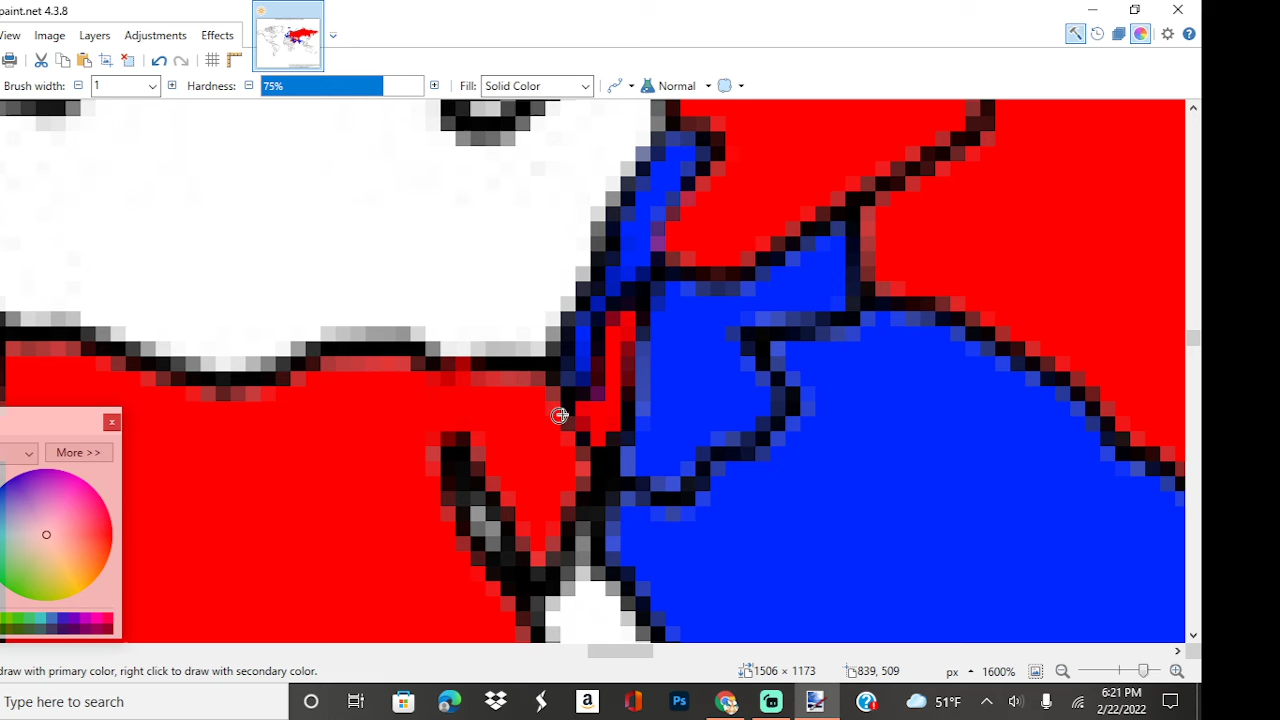 paint.net 4.3.8
View Image Layers Adjustments Effects
Brush width: 1 Hardness: 75% Fill: Solid Color Normal
More >>
draw with primary color, right click to draw with secondary color. 1506 × 1173 839, 509 px 1600%
Type here to search a Ps 51°F 6:21 PM
2/22/2022